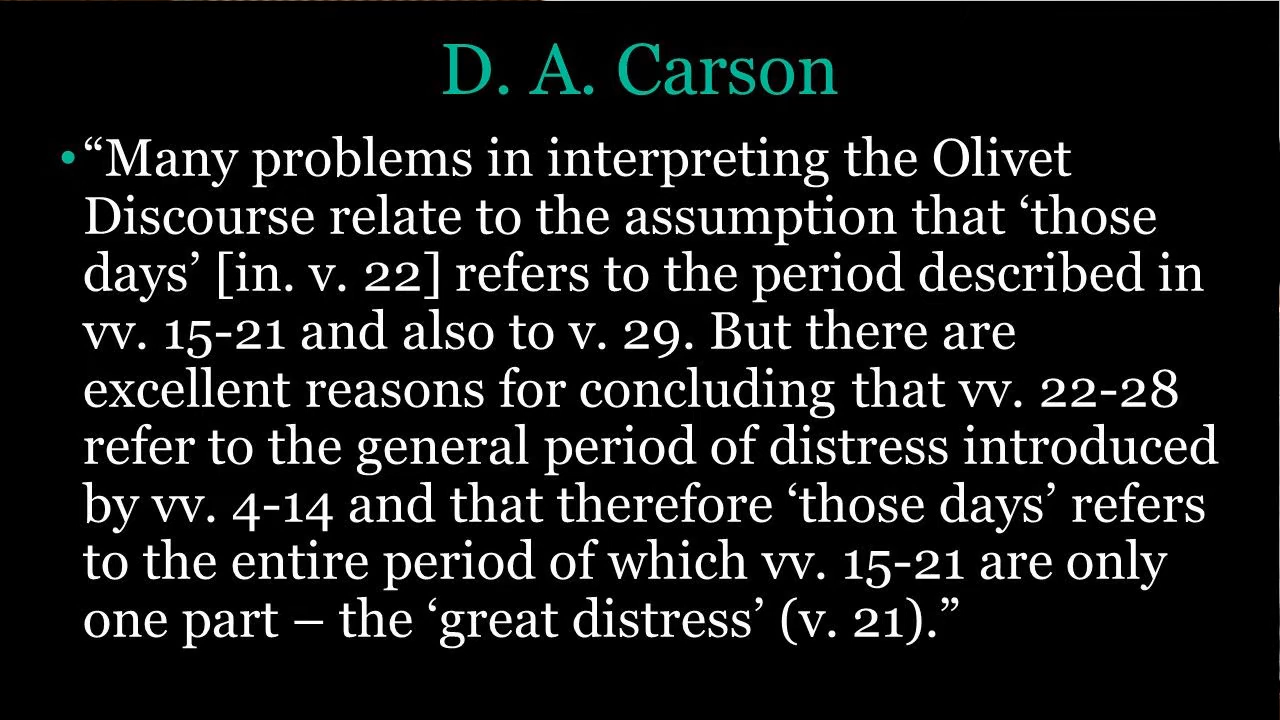 D. A. Carson
• “Many problems in interpreting the Olivet
Discourse relate to the assumption that ‘those
days’ [in. v. 22] refers to the period described in
vv. 15-21 and also to v. 29. But there are
excellent reasons for concluding that vv. 22-28
refer to the general period of distress introduced
by vv. 4-14 and that therefore ‘those days’ refers
to the entire period of which vv. 15-21 are only
one part – the ‘great distress’ (v. 21).”